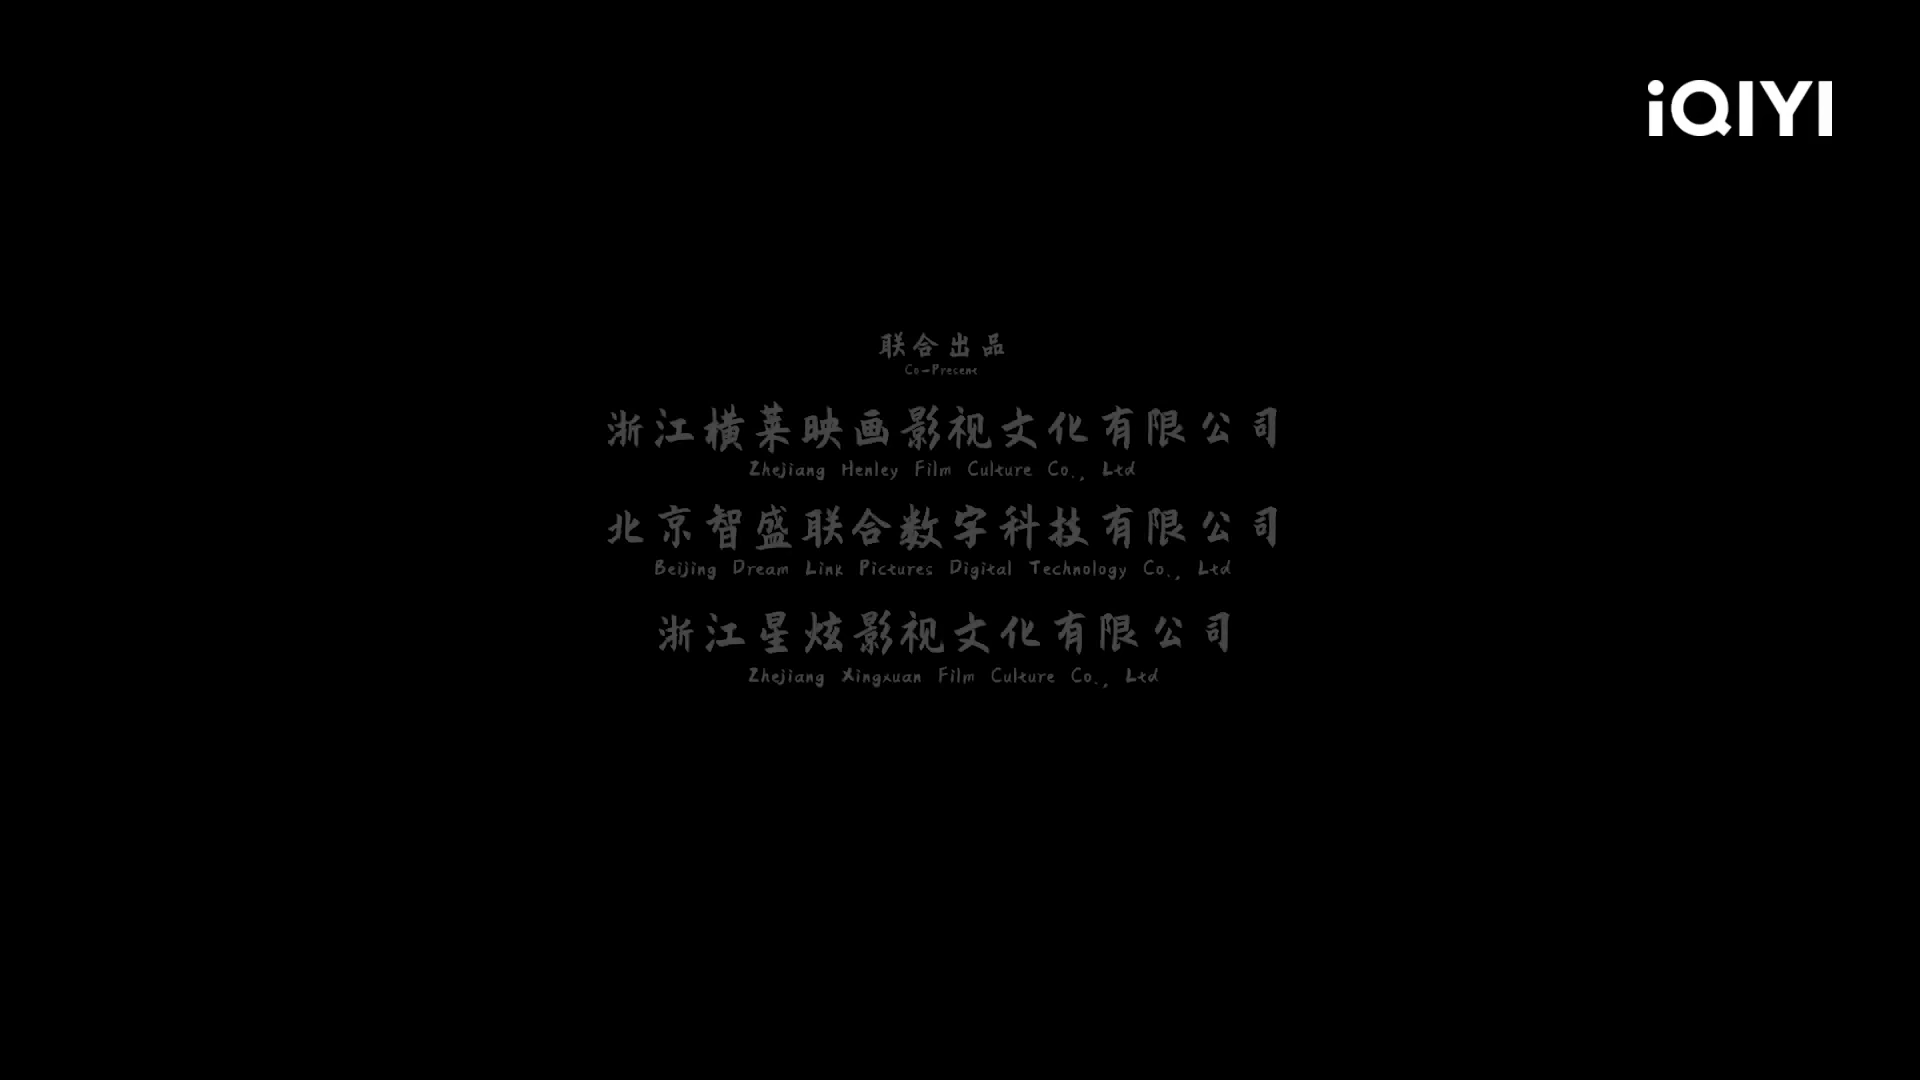 iQIYI
联合出品
Co-Present
浙江横莱映画影视文化有限公司
Zhejiang Henley Film Culture Co., Ltd
北京智盛联合数字科技有限公司
Beijing Dream Link Pictures Digital Technology Co., Ltd
浙江星炫影视文化有限公司
Zhejiang Xingxuan Film Culture Co., Ltd